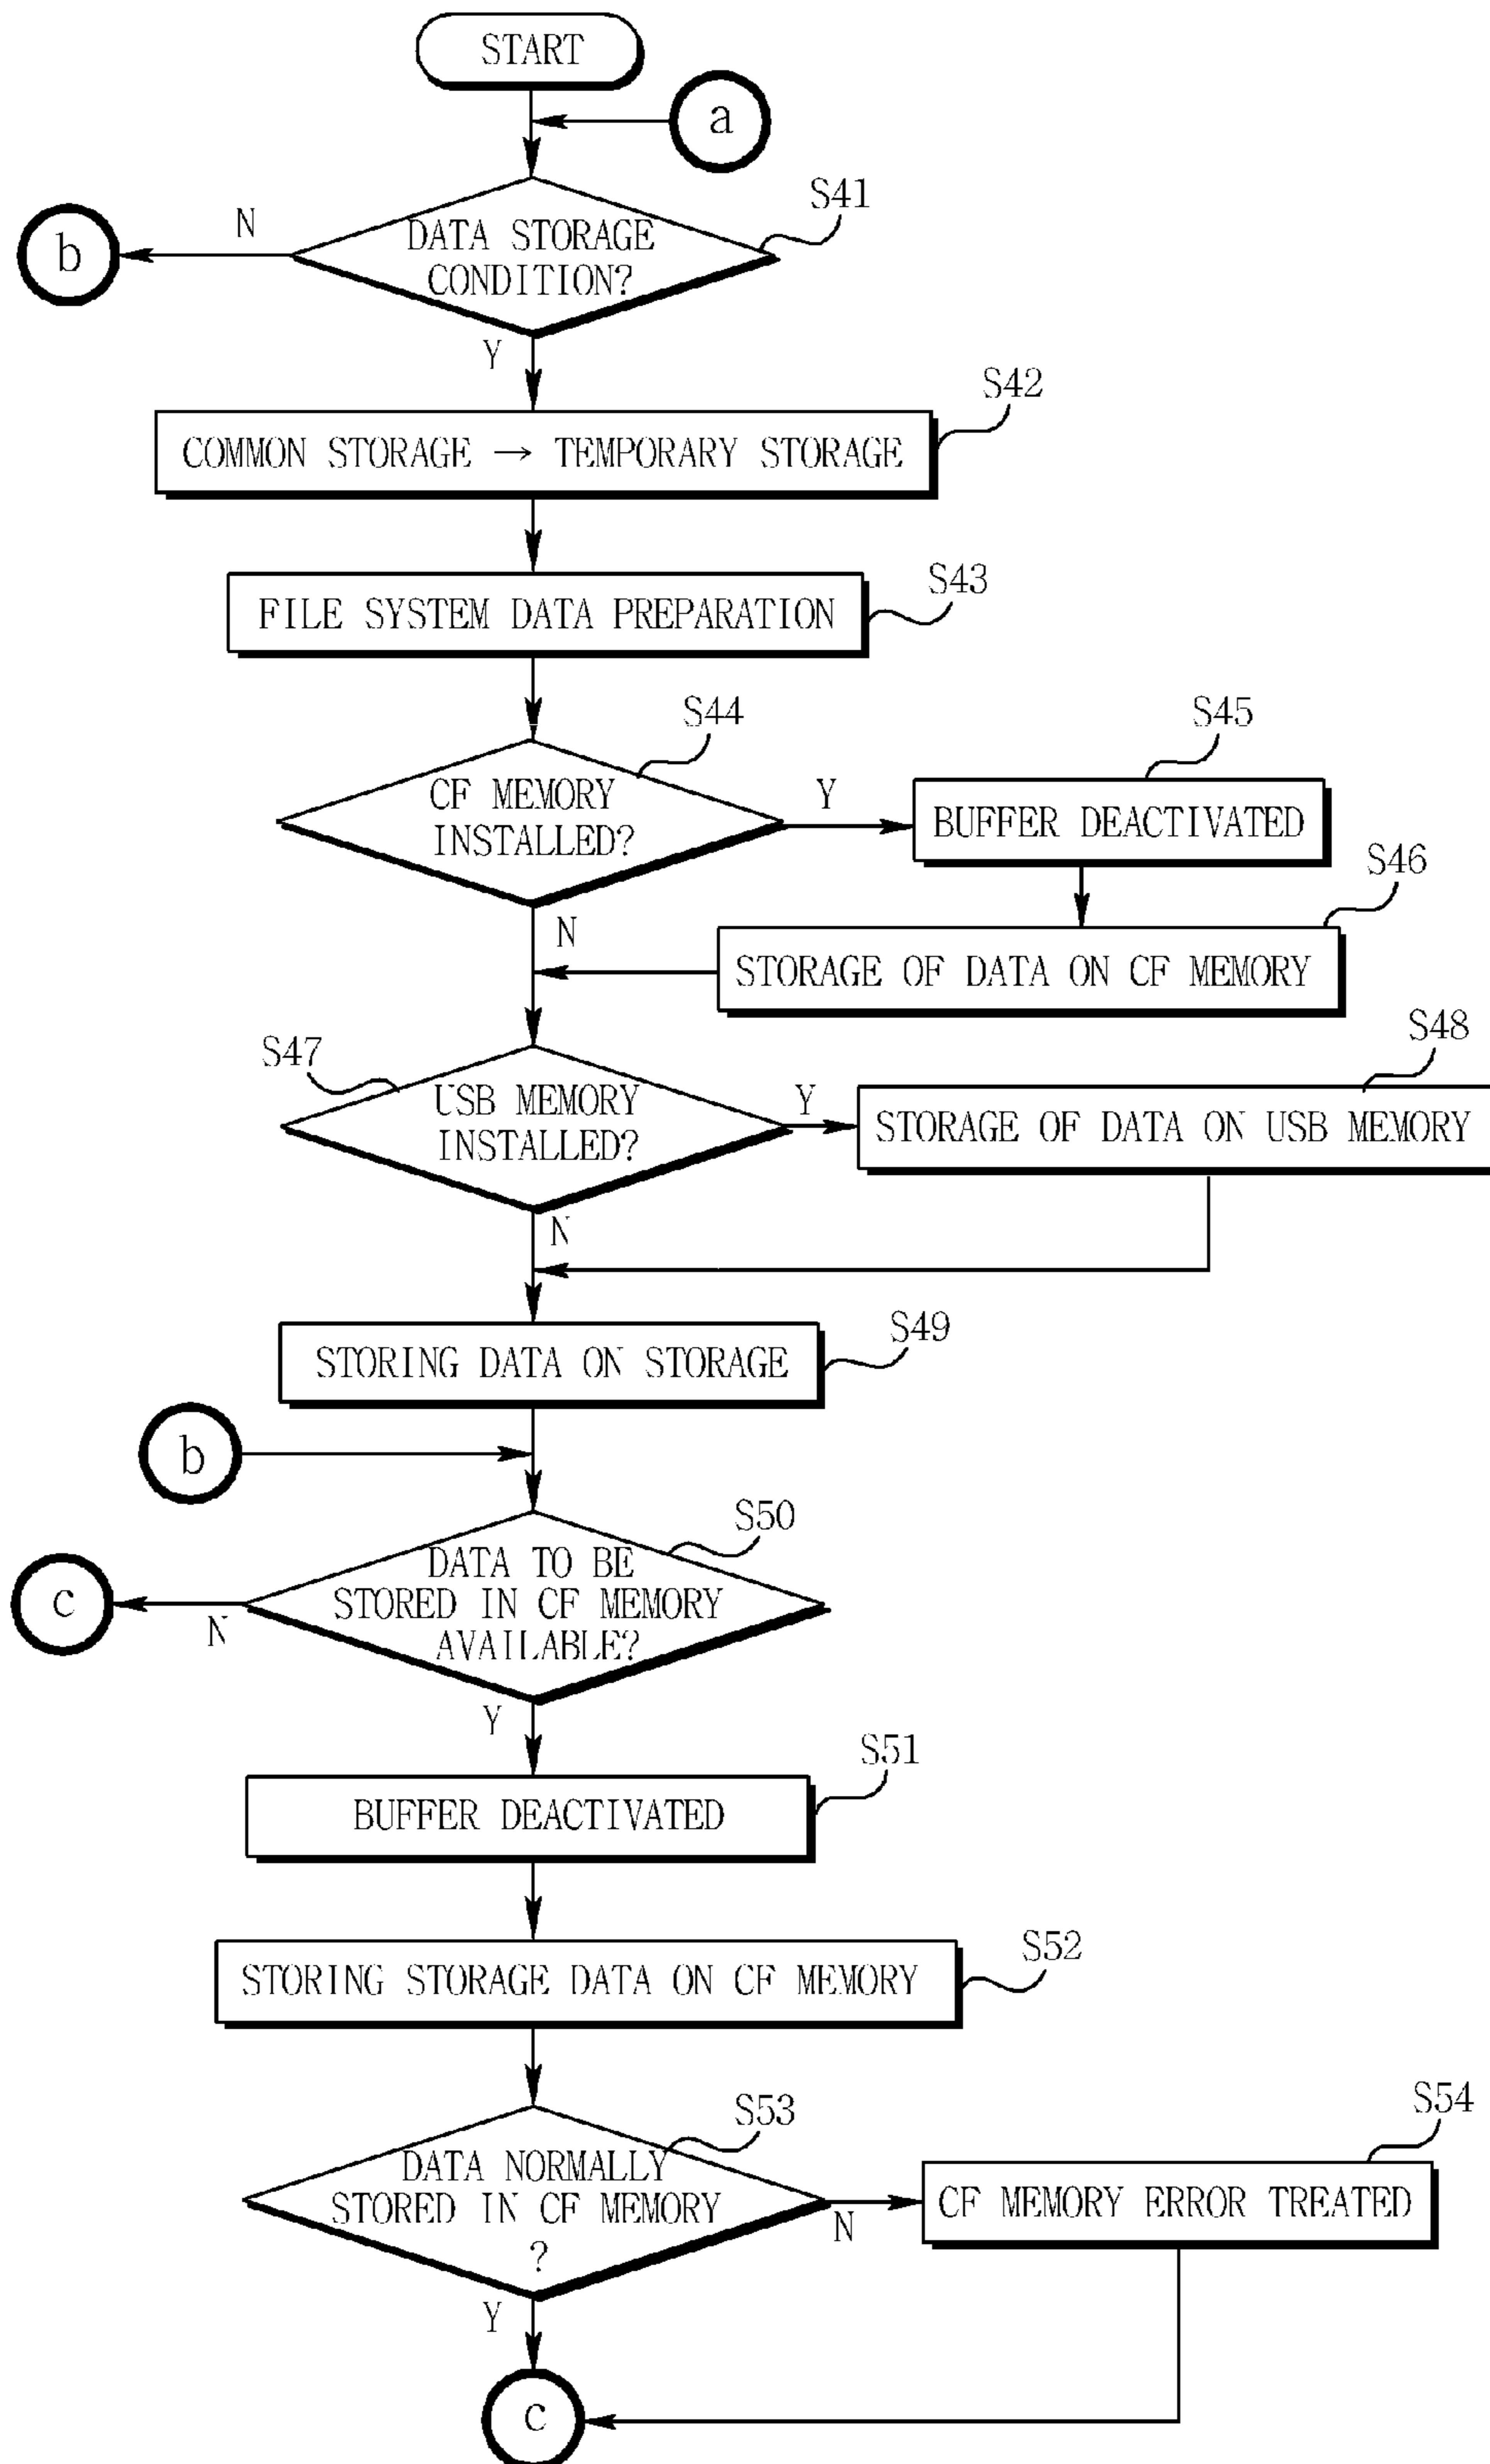 START
a
S41
N
b
DATA STORAGE
CONDITION?
Y
S42
COMMON STORAGE → TEMPORARY STORAGE
S43
FILE SYSTEM DATA PREPARATION
S44
S45
CF MEMORY
INSTALLED?
Y
BUFFER DEACTIVATED
S46
N
STORAGE OF DATA ON CF MEMORY
S47
S48
USB MEMORY
INSTALLED?
Y
STORAGE OF DATA ON USB MEMORY
N
S49
STORING DATA ON STORAGE
b
S50
DATA TO BE
STORED IN CF MEMORY
AVAILABLE?
c
N
Y
S51
BUFFER DEACTIVATED
S52
STORING STORAGE DATA ON CF MEMORY
S53
S54
DATA NORMALLY
STORED IN CF MEMORY
?
N
CF MEMORY ERROR TREATED
Y
c